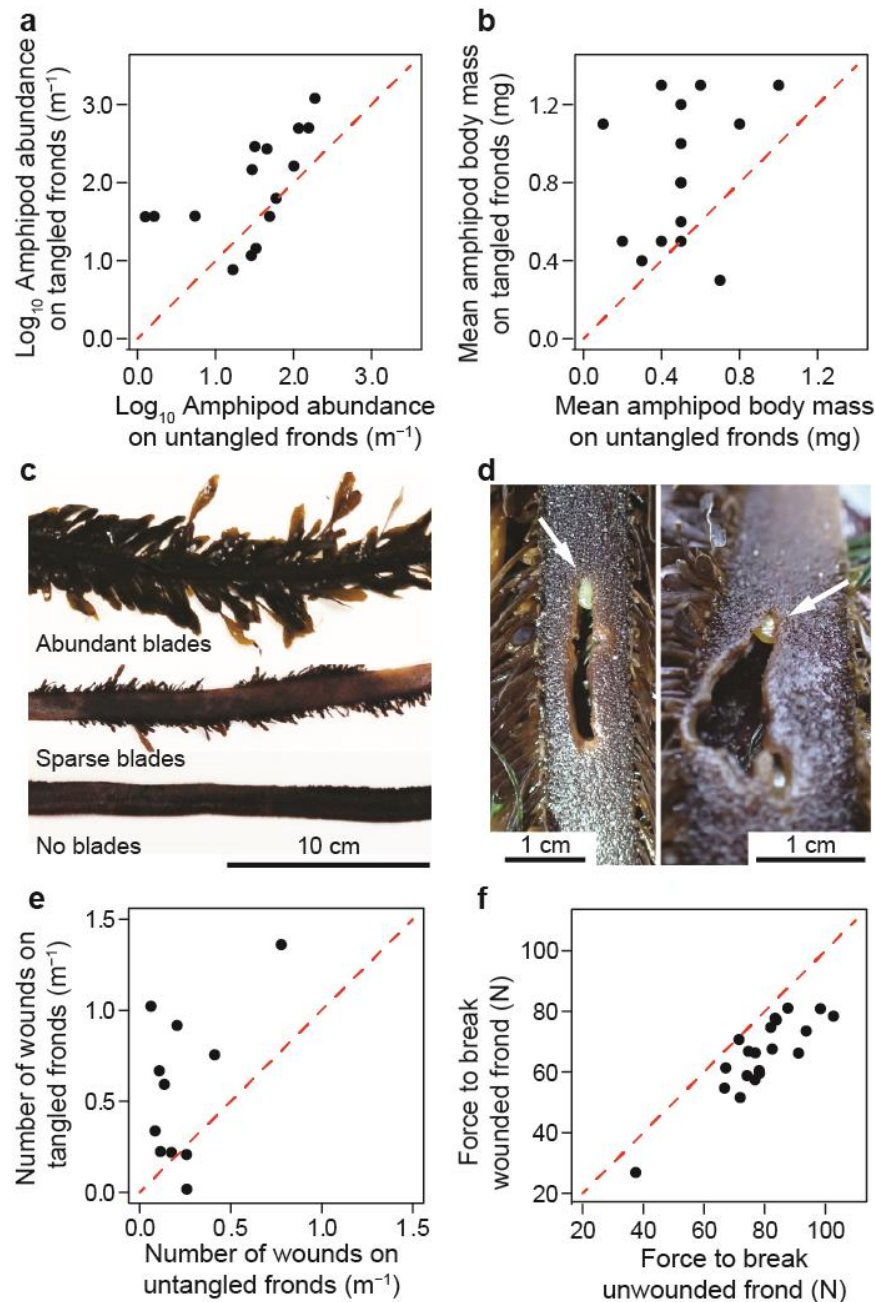 a
Log₁₀ Amphipod abundance
on tangled fronds (m⁻¹)
3.0
2.0
1.0
0.0
0.0 1.0 2.0 3.0
Log₁₀ Amphipod abundance
on untangled fronds (m⁻¹)
b
Mean amphipod body mass
on tangled fronds (mg)
1.2
0.8
0.4
0.0
0.0 0.4 0.8 1.2
Mean amphipod body mass
on untangled fronds (mg)
c
Abundant blades
Sparse blades
No blades
10 cm
d
1 cm
1 cm
e
Number of wounds on
tangled fronds (m⁻¹)
1.5
1.0
0.5
0.0
0.0 0.5 1.0 1.5
Number of wounds on
untangled fronds (m⁻¹)
f
Force to break
wounded frond (N)
100
80
60
40
20
20 40 60 80 100
Force to break
unwounded frond (N)